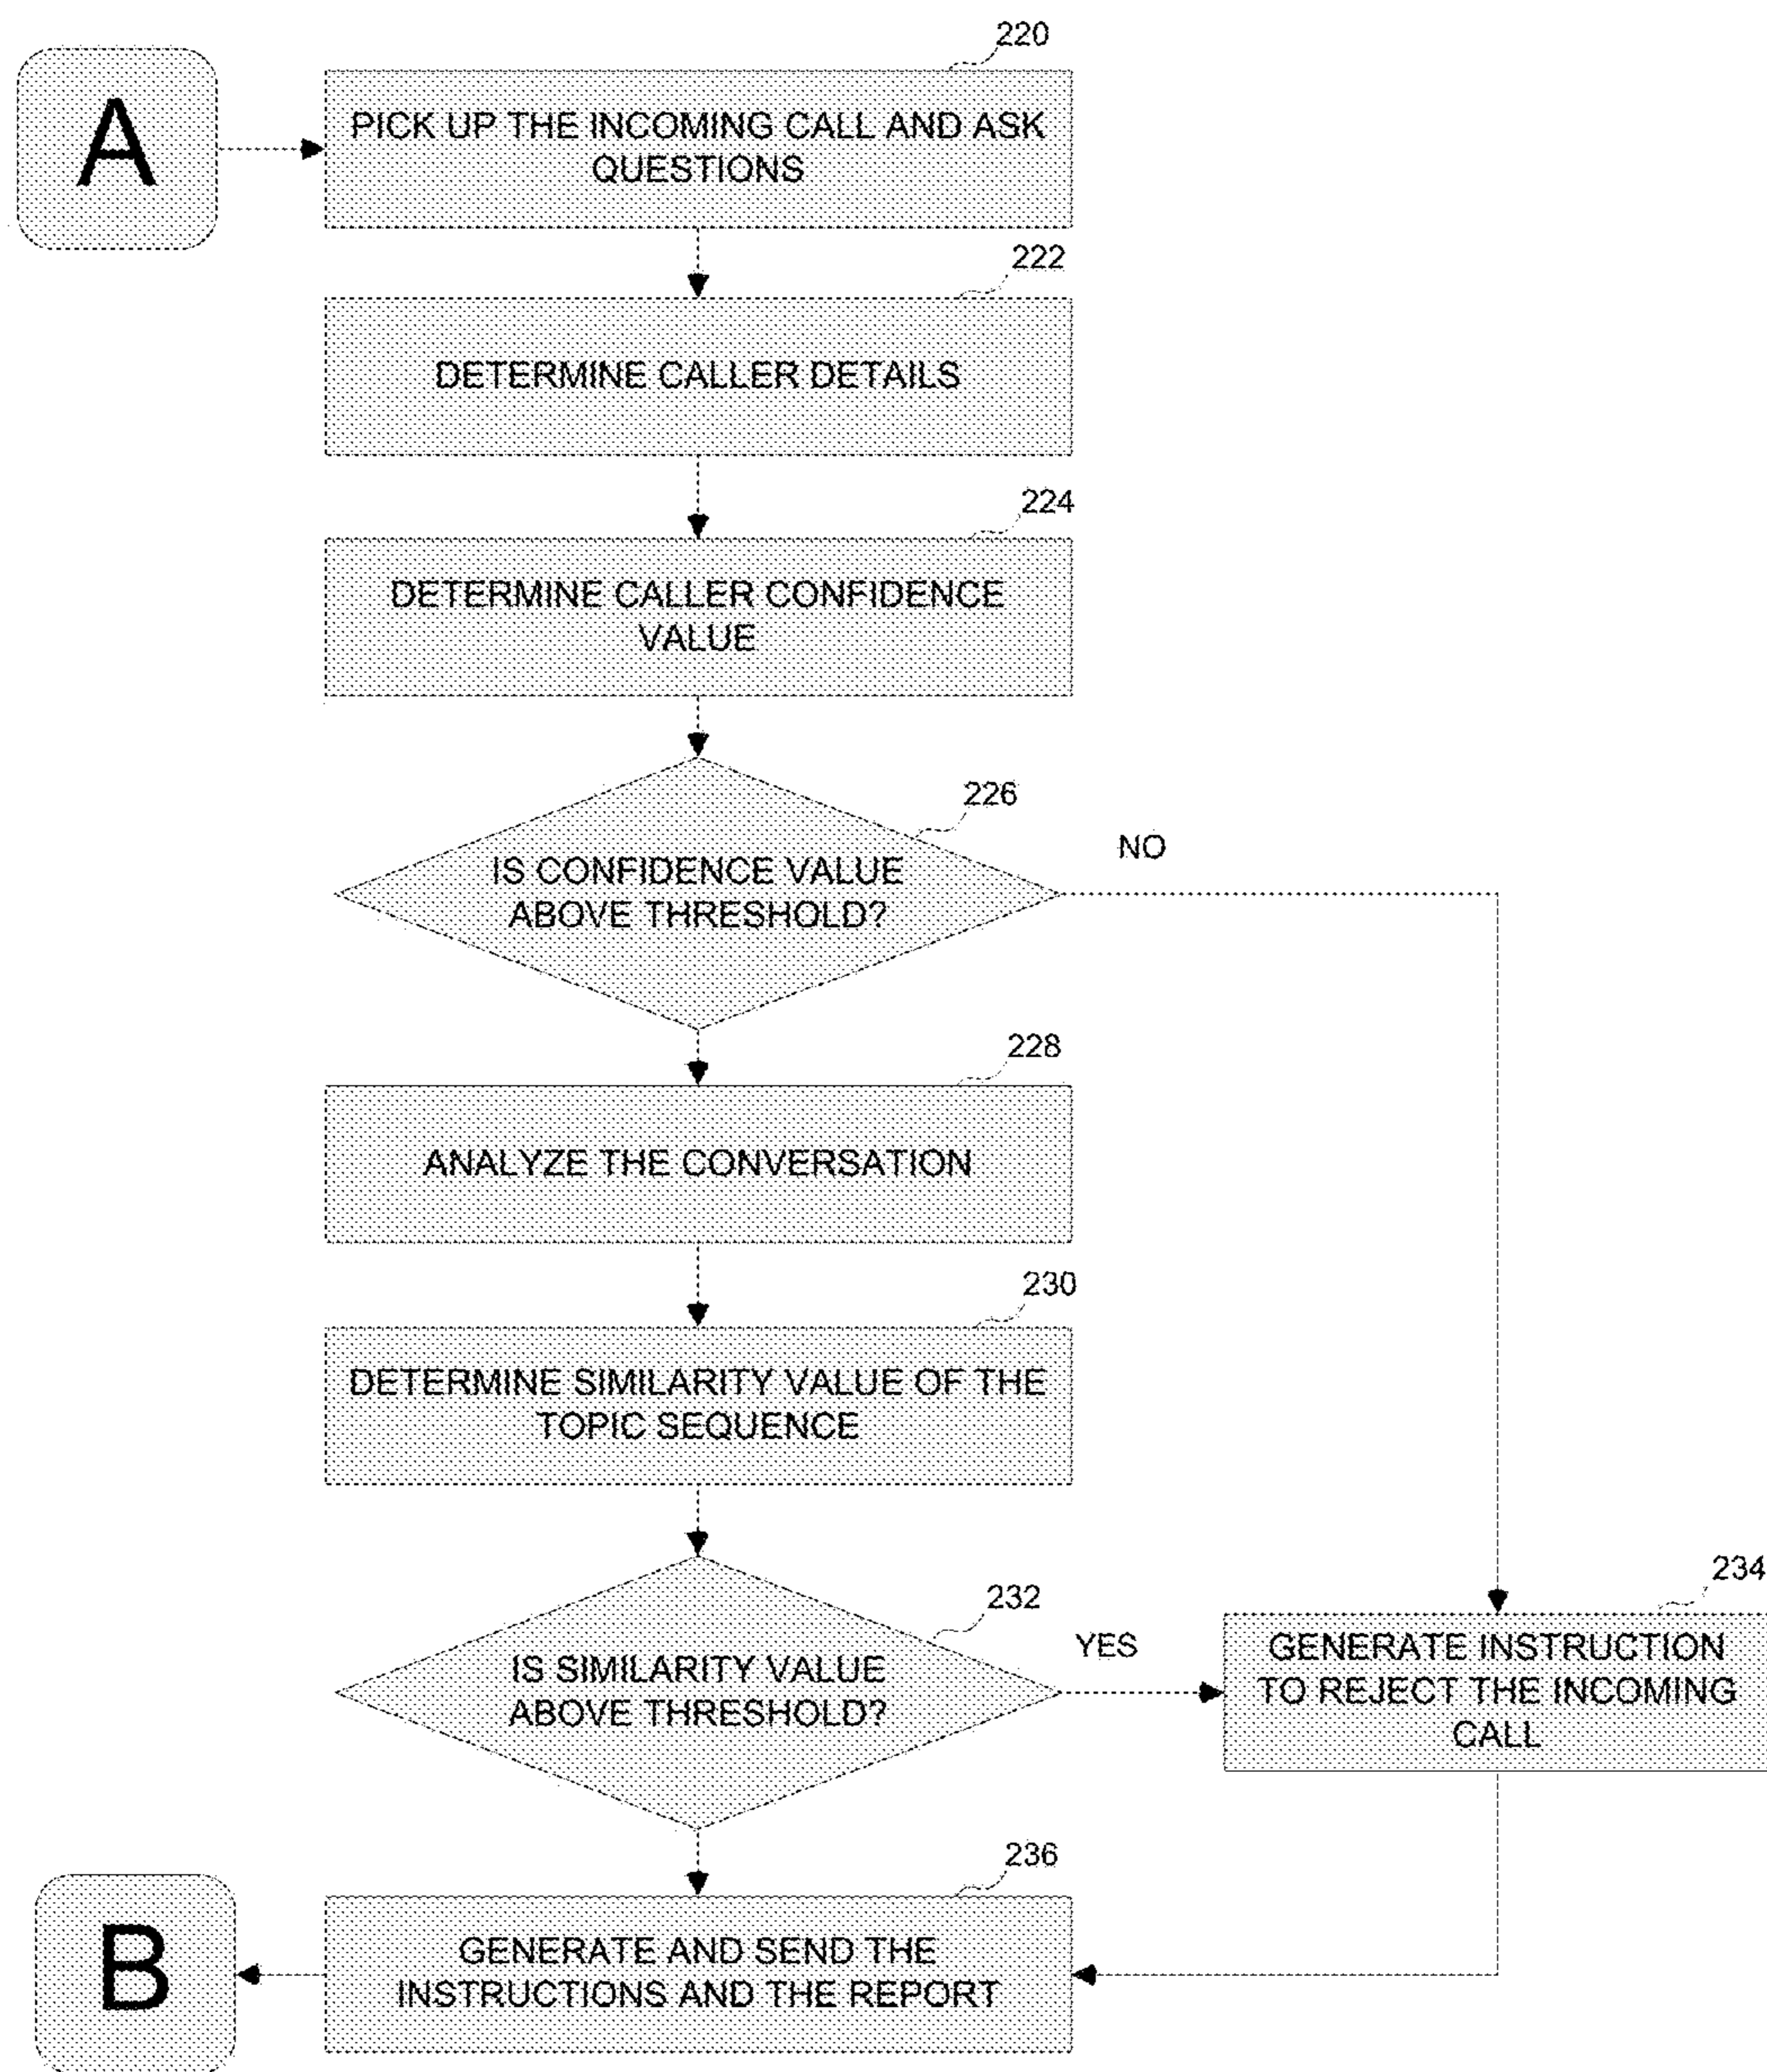 220
A
PICK UP THE INCOMING CALL AND ASK
QUESTIONS
222
DETERMINE CALLER DETAILS
224
DETERMINE CALLER CONFIDENCE
VALUE
226
IS CONFIDENCE VALUE
ABOVE THRESHOLD?
NO
228
ANALYZE THE CONVERSATION
230
DETERMINE SIMILARITY VALUE OF THE
TOPIC SEQUENCE
232
IS SIMILARITY VALUE
ABOVE THRESHOLD?
YES
234
GENERATE INSTRUCTION
TO REJECT THE INCOMING
CALL
236
GENERATE AND SEND THE
INSTRUCTIONS AND THE REPORT
B